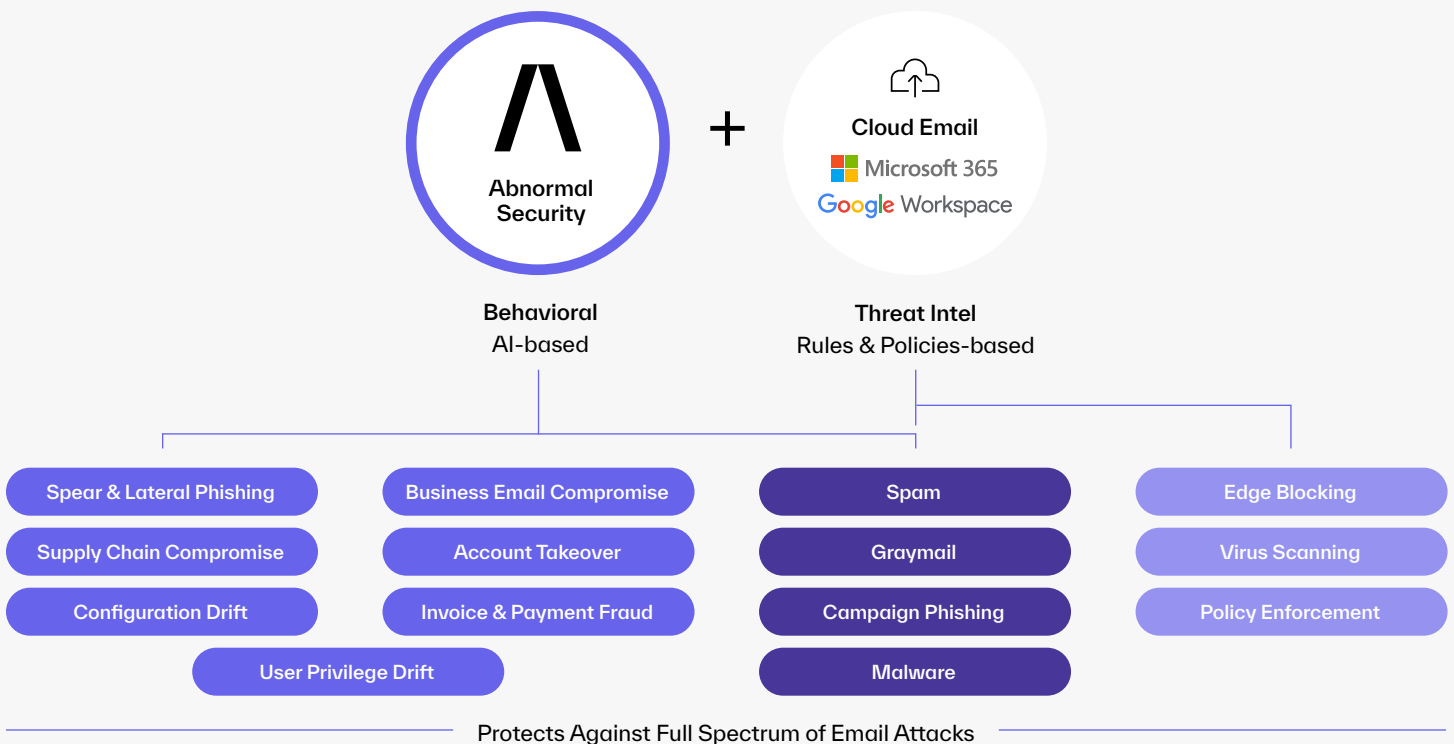 Abnormal
Security
+
Cloud Email
Microsoft 365
Google Workspace
Behavioral
AI-based
Threat Intel
Rules & Policies-based
Spear & Lateral Phishing
Business Email Compromise
Spam
Edge Blocking
Supply Chain Compromise
Account Takeover
Graymail
Virus Scanning
Configuration Drift
Invoice & Payment Fraud
Campaign Phishing
Policy Enforcement
User Privilege Drift
Malware
Protects Against Full Spectrum of Email Attacks